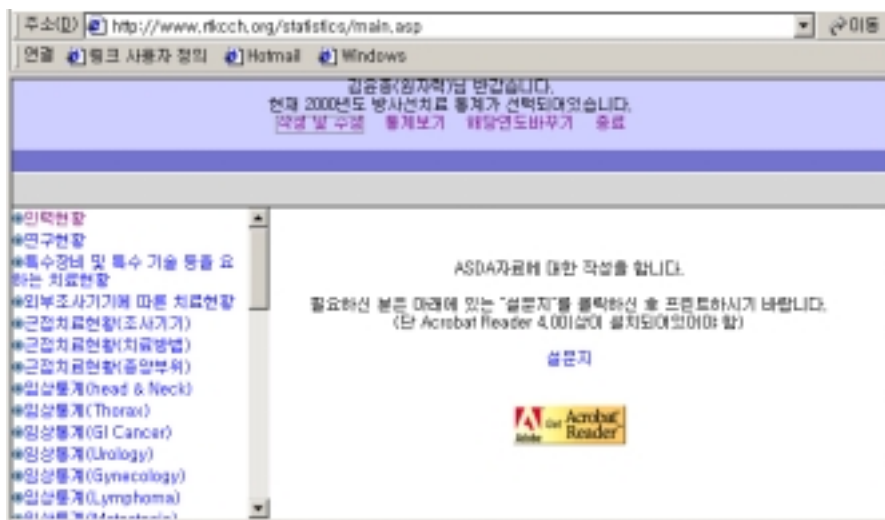 주소(D) http://www.rtkcch.org/statistics/main.asp 이동
연결 링크 사용자 정의 Hotmail Windows
김윤종(원자력)님 반갑습니다.
현재 2000년도 방사선치료 통계가 선택되어있습니다.
작성 및 수정 통계보기 해당연도바꾸기 종료
인력현황
연구현황
특수장비 및 특수 기술 등을 요
하는 치료현황
외부조사기기에 따른 치료현황
근접치료현황(조사기기)
근접치료현황(치료방법)
근접치료현황(종양부위)
임상통계(head & Neck)
임상통계(Thorax)
임상통계(GI Cancer)
임상통계(Urology)
임상통계(Gynecology)
임상통계(Lymphoma)
임상통계(Metastasis)
ASDA자료에 대한 작성을 합니다.
필요하신 분은 아래에 있는 "설문지"를 클릭하신 후 프린트하시기 바랍니다.
(단 Acrobat Reader 4.0이상이 설치되어있어야 함)
설문지
Adobe Get Acrobat Reader